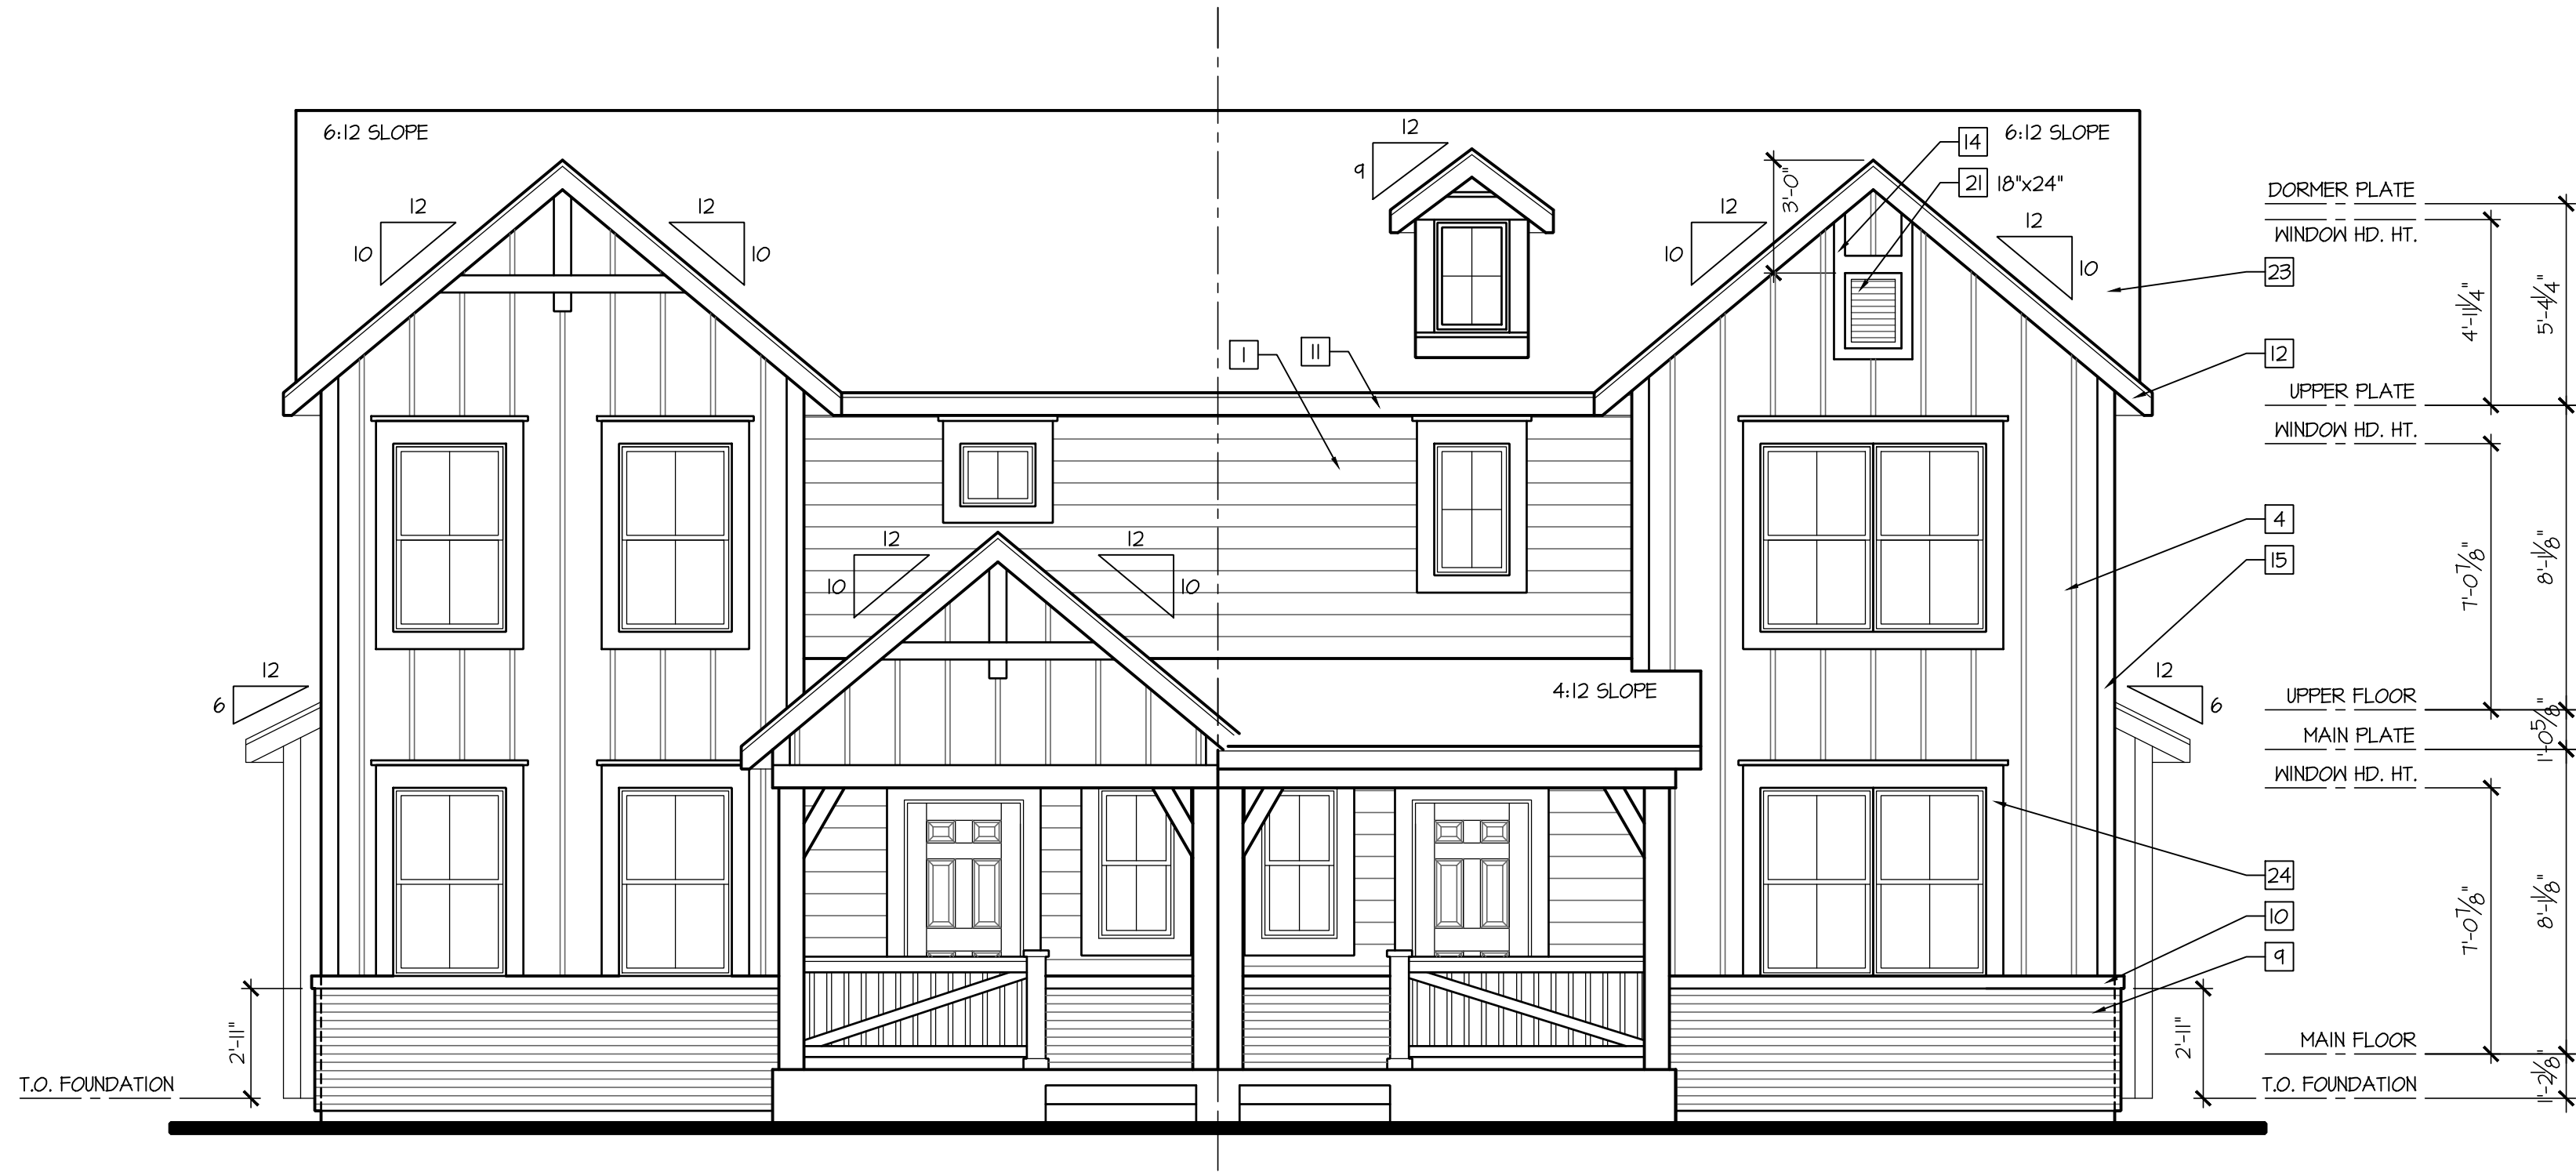 6:12 SLOPE
12
9
14
6:12 SLOPE
21 18"x24"
3'-0"
12
10
12
10
12
10
12
10
DORMER PLATE
WINDOW HD. HT.
23
4'-11¼"
5'-4¼"
1
11
12
UPPER PLATE
WINDOW HD. HT.
4
15
12
10
12
10
7'-0⅞"
8'-1⅛"
12
6
4:12 SLOPE
12
6
UPPER FLOOR
1'-0⅝"
MAIN PLATE
WINDOW HD. HT.
24
10
9
7'-0⅞"
8'-1⅛"
2'-11"
2'-11"
MAIN FLOOR
T.O. FOUNDATION
T.O. FOUNDATION
1'-2⅛"